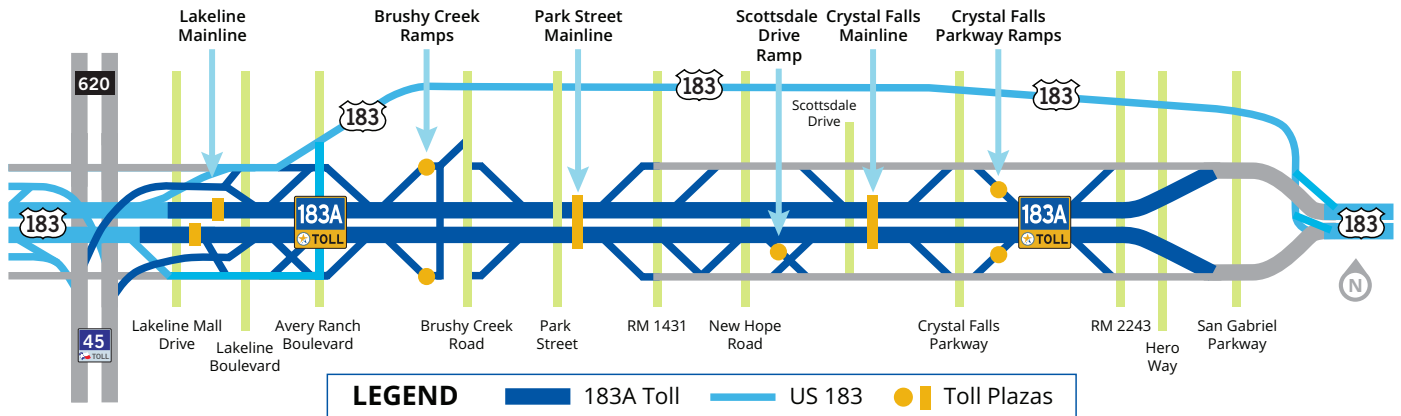 Lakeline
Mainline
Brushy Creek
Ramps
Park Street
Mainline
Scottsdale
Drive
Ramp
Crystal Falls
Mainline
Crystal Falls
Parkway Ramps
620
183
183
183
Scottsdale
Drive
183
183A
TOLL
183A
TOLL
183
N
45
TOLL
Lakeline Mall
Drive
Lakeline
Boulevard
Avery Ranch
Boulevard
Brushy Creek
Road
Park
Street
RM 1431
New Hope
Road
Crystal Falls
Parkway
RM 2243
Hero
Way
San Gabriel
Parkway
LEGEND
183A Toll
US 183
Toll Plazas